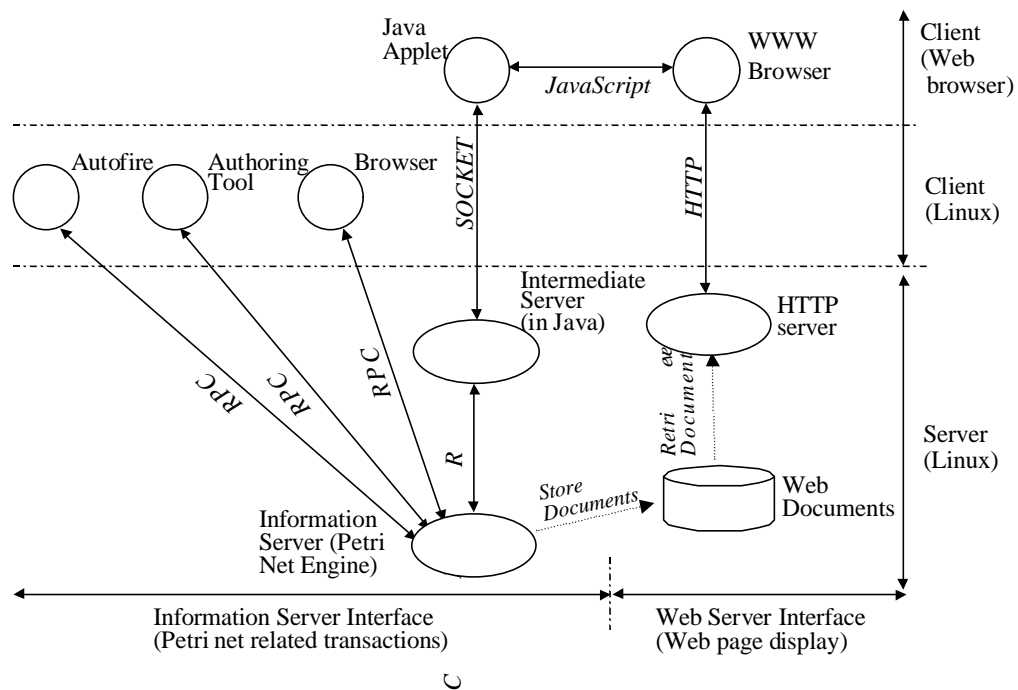 Java
Applet
WWW
Browser
JavaScript
Client
(Web
browser)
Autofire
Authoring
Tool
Browser
SOCKET
HTTP
Client
(Linux)
Intermediate
Server
(in Java)
HTTP
server
RPC
RPC
RPC
R
Retri
eve
Document
Server
(Linux)
Store
Documents
Web
Documents
Information
Server (Petri
Net Engine)
Information Server Interface
(Petri net related transactions)
Web Server Interface
(Web page display)
C